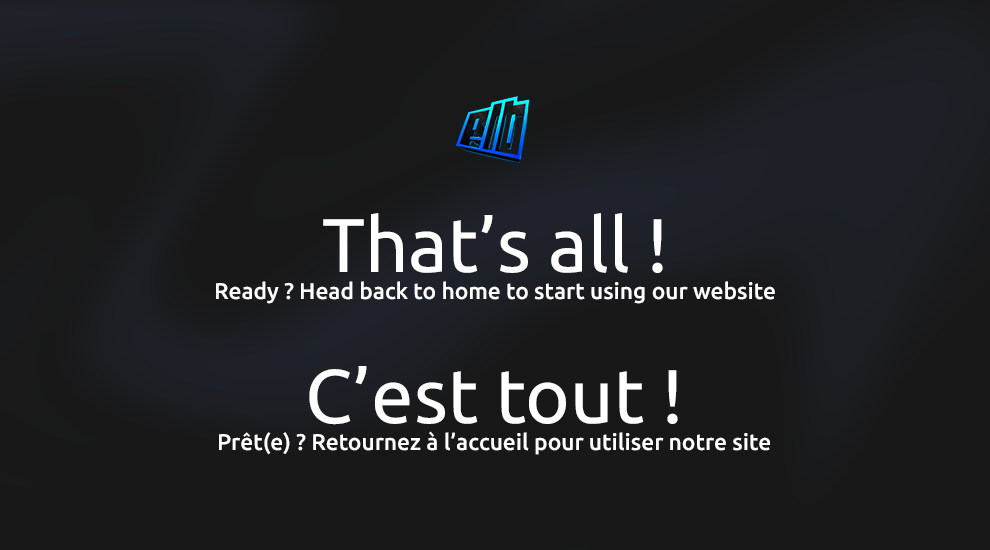 That’s all !
Ready ? Head back to home to start using our website
C’est tout !
Prêt(e) ? Retournez à l’accueil pour utiliser notre site